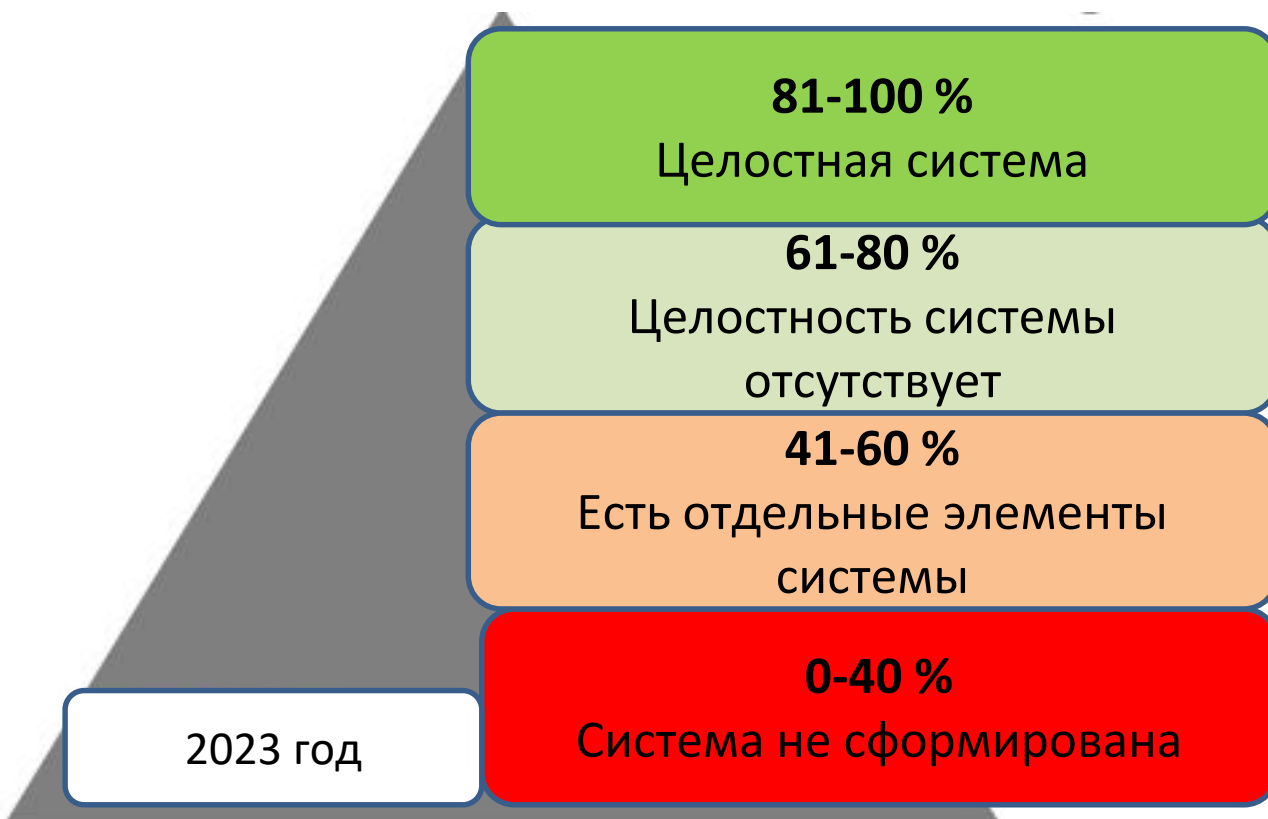 81-100 %
Целостная система
61-80 %
Целостность системы
отсутствует
41-60 %
Есть отдельные элементы
системы
0-40 %
Система не сформирована
2023 год